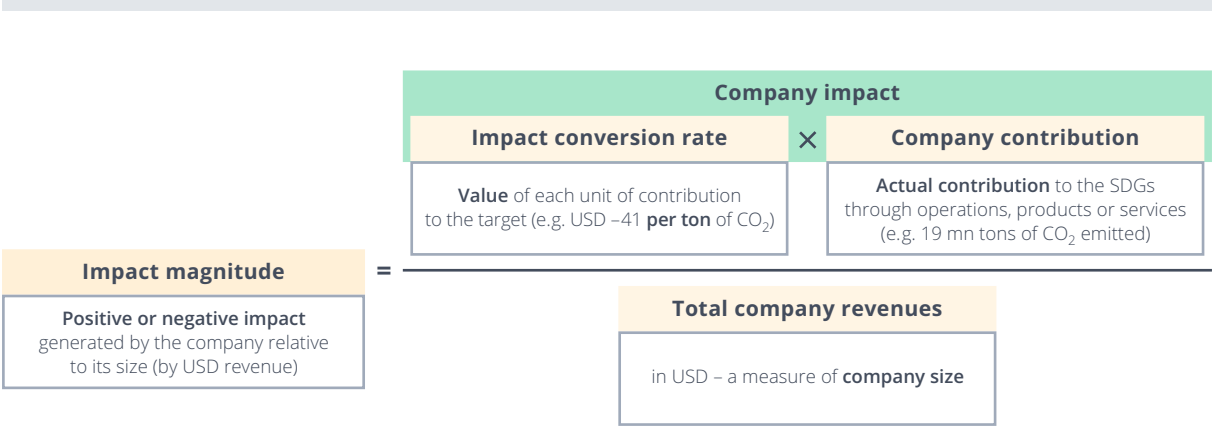 Company impact
Impact conversion rate
×
Company contribution
Value of each unit of contribution
to the target (e.g. USD –41 per ton of CO₂)
Actual contribution to the SDGs
through operations, products or services
(e.g. 19 mn tons of CO₂ emitted)
Impact magnitude
=
Positive or negative impact
generated by the company relative
to its size (by USD revenue)
Total company revenues
in USD – a measure of company size